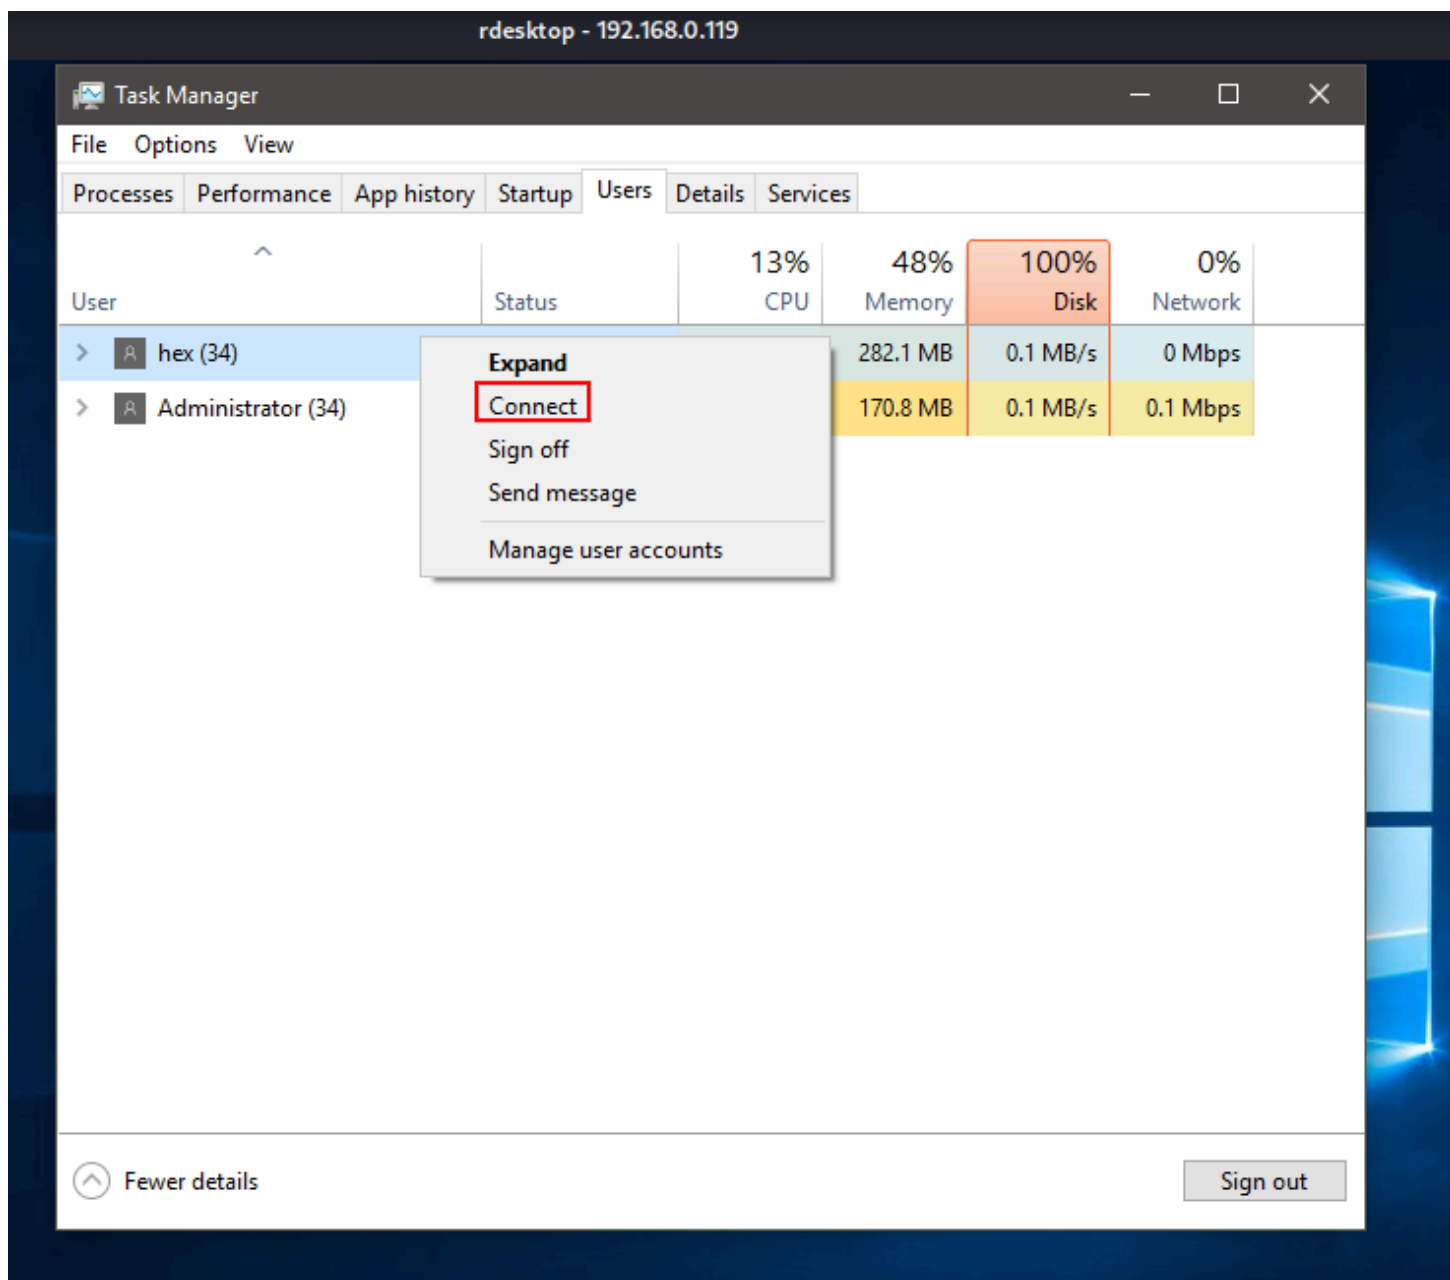 rdesktop - 192.168.0.119
Task Manager
File Options View
Processes Performance App history Startup Users Details Services
13% 48% 100% 0%
User Status CPU Memory Disk Network
hex (34) 282.1 MB 0.1 MB/s 0 Mbps
Administrator (34) 170.8 MB 0.1 MB/s 0.1 Mbps
Expand
Connect
Sign off
Send message
Manage user accounts
Fewer details Sign out